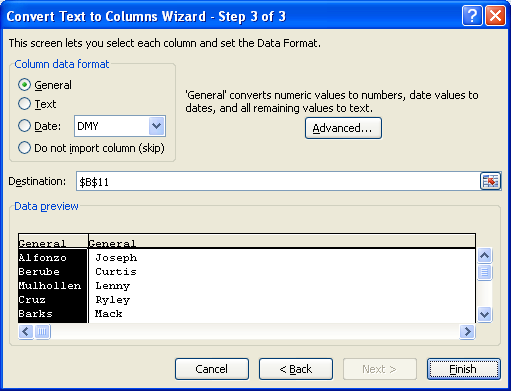 Convert Text to Columns Wizard - Step 3 of 3
This screen lets you select each column and set the Data Format.
Column data format
General
Text
Date: DMY
Do not import column (skip)
'General' converts numeric values to numbers, date values to
dates, and all remaining values to text.
Advanced...
Destination: $B$11
Data preview
General General
Alfonzo Joseph
Berube Curtis
Mulhollen Lenny
Cruz Ryley
Barks Mack
Cancel < Back Next > Finish